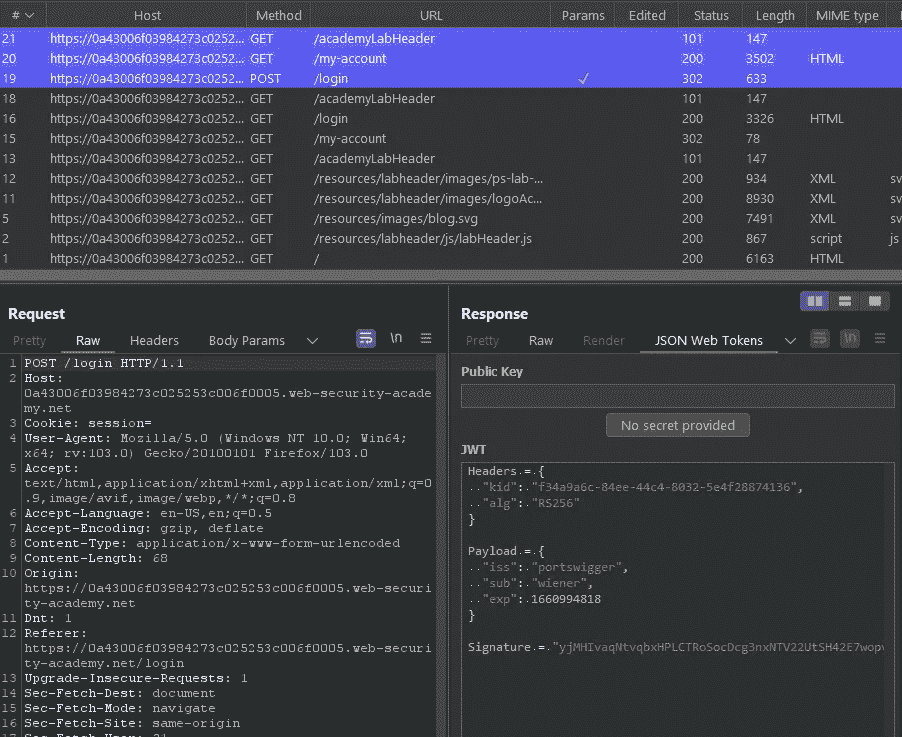 # Host Method URL Params Edited Status Length MIME type
21 https://0a43006f03984273c0252... GET /academyLabHeader 101 147
20 https://0a43006f03984273c0252... GET /my-account 200 3502 HTML
19 https://0a43006f03984273c0252... POST /login ✓ 302 633
18 https://0a43006f03984273c0252... GET /academyLabHeader 101 147
16 https://0a43006f03984273c0252... GET /login 200 3326 HTML
15 https://0a43006f03984273c0252... GET /my-account 302 78
13 https://0a43006f03984273c0252... GET /academyLabHeader 101 147
12 https://0a43006f03984273c0252... GET /resources/labheader/images/ps-lab-... 200 934 XML sv
11 https://0a43006f03984273c0252... GET /resources/labheader/images/logoAc... 200 8930 XML sv
5 https://0a43006f03984273c0252... GET /resources/images/blog.svg 200 7491 XML sv
2 https://0a43006f03984273c0252... GET /resources/labheader/js/labHeader.js 200 867 script js
1 https://0a43006f03984273c0252... GET / 200 6163 HTML
Request
Pretty Raw Headers Body Params \n
1 POST /login HTTP/1.1
2 Host:
0a43006f03984273c025253c006f0005.web-security-acade
my.net
3 Cookie: session=
4 User-Agent: Mozilla/5.0 (Windows NT 10.0; Win64;
x64; rv:103.0) Gecko/20100101 Firefox/103.0
5 Accept:
text/html,application/xhtml+xml,application/xml;q=0
.9,image/avif,image/webp,*/*;q=0.8
6 Accept-Language: en-US,en;q=0.5
7 Accept-Encoding: gzip, deflate
8 Content-Type: application/x-www-form-urlencoded
9 Content-Length: 68
10 Origin:
https://0a43006f03984273c025253c006f0005.web-securi
ty-academy.net
11 Dnt: 1
12 Referer:
https://0a43006f03984273c025253c006f0005.web-securi
ty-academy.net/login
13 Upgrade-Insecure-Requests: 1
14 Sec-Fetch-Dest: document
15 Sec-Fetch-Mode: navigate
16 Sec-Fetch-Site: same-origin
Response
Pretty Raw Render JSON Web Tokens \n
Public Key
No secret provided
JWT
Headers = {
"kid": "f34a9a6c-84ee-44c4-8032-5e4f28874136",
"alg": "RS256"
}
Payload = {
"iss": "portswigger",
"sub": "wiener",
"exp": 1660994818
}
Signature = "yjMHIvaqNtvqbxHPLCTRoSocDcg3nxNTV22UtSH42E7wopv